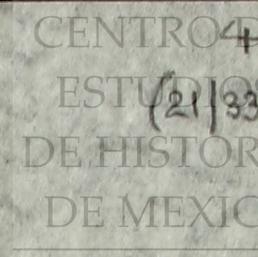 4
CENTRO D
ESTUDIOS
(21/33
DE HISTOR
DE MEXIC